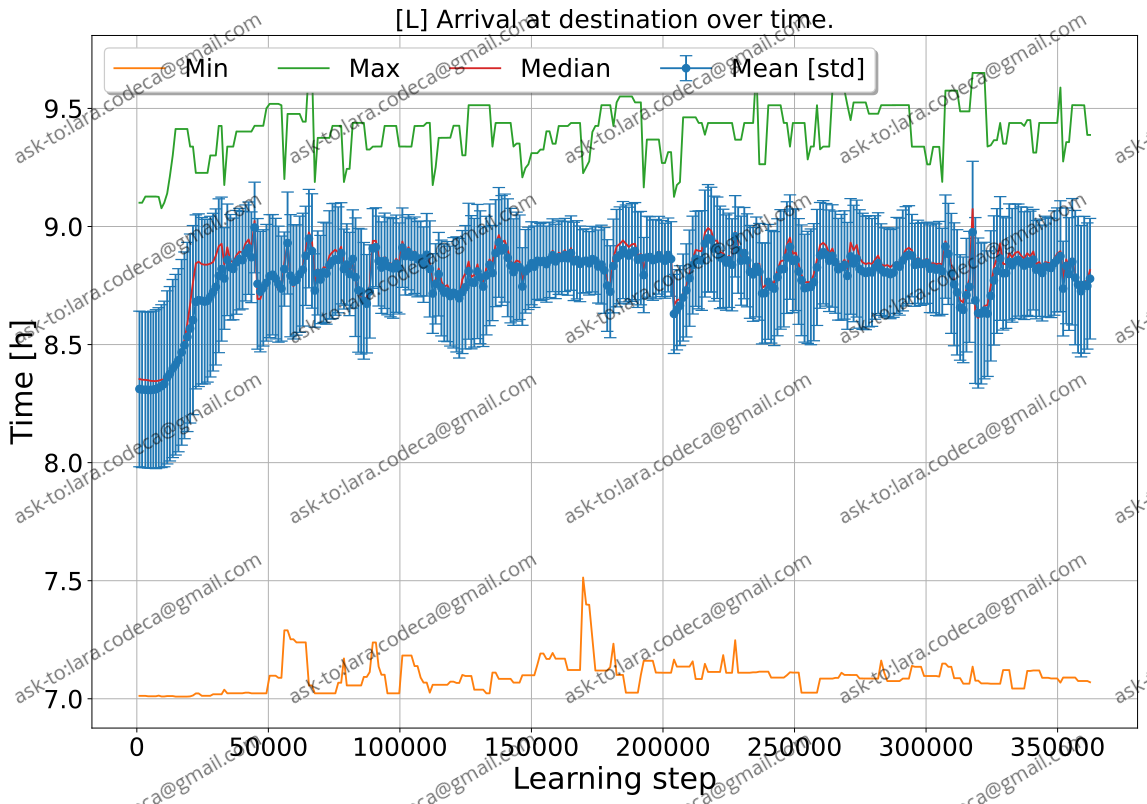 [L] Arrival at destination over time.
Min Max Median Mean [std]
9.5
9.0
8.5
8.0
7.5
7.0
Time [h]
0 50000 100000 150000 200000 250000 300000 350000
Learning step
ask-to:lara.codeca@gmail.com